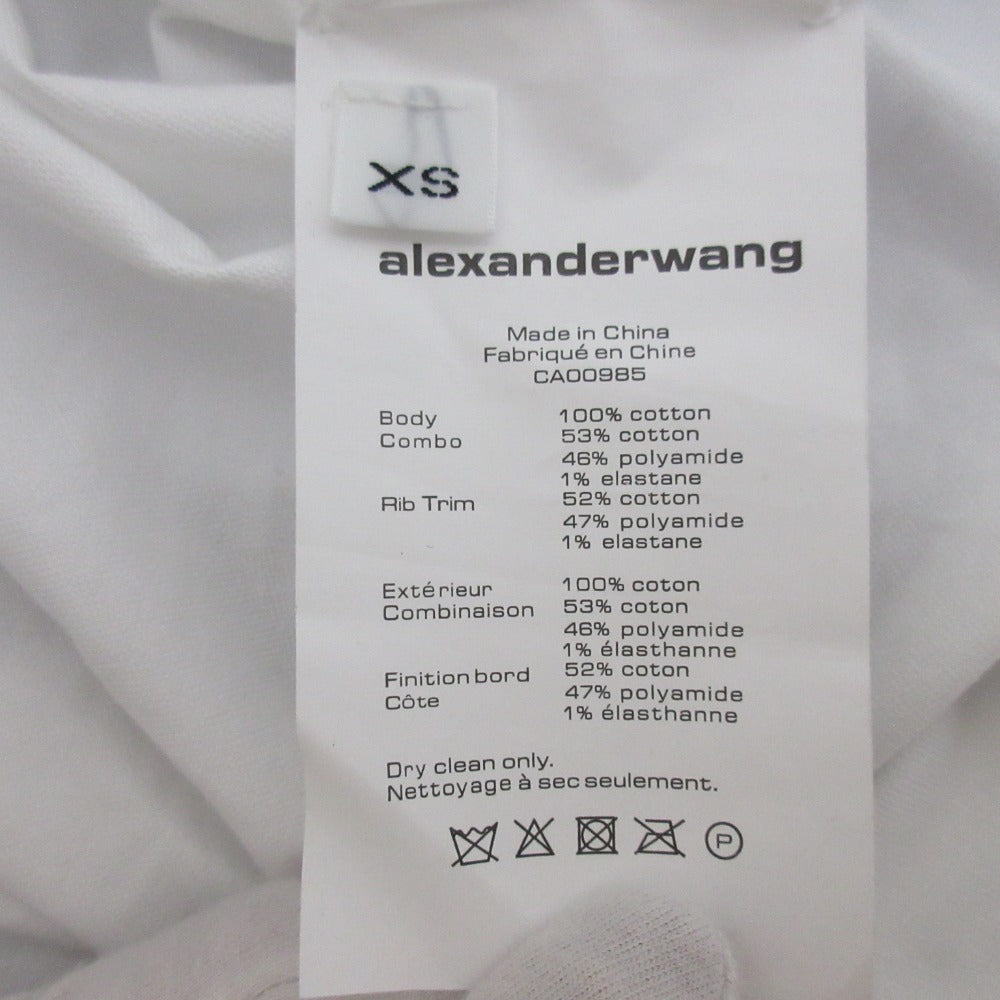 XS
alexanderwang
Made in China
Fabriqué en Chine
CA00985
Body 100% cotton
Combo 53% cotton
46% polyamide
1% elastane
Rib Trim 52% cotton
47% polyamide
1% elastane
Extérieur 100% coton
Combinaison 53% coton
46% polyamide
1% élasthanne
Finition bord 52% coton
Côte 47% polyamide
1% élasthanne
Dry clean only.
Nettoyage à sec seulement.
P